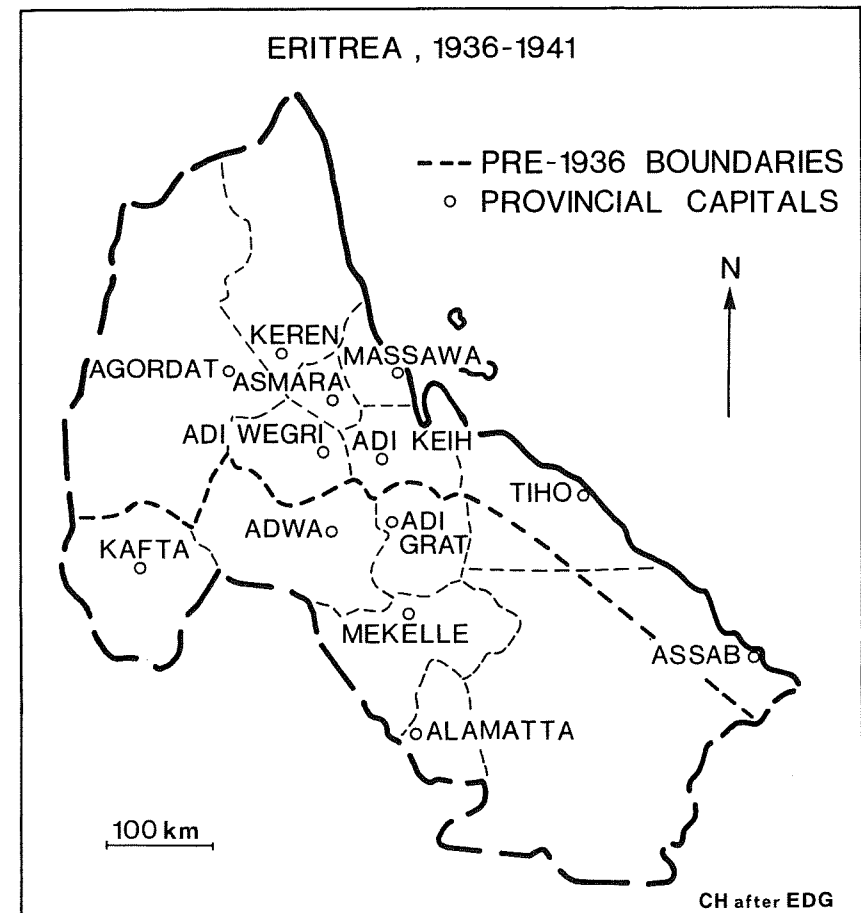 ERITREA , 1936-1941
PRE-1936 BOUNDARIES
PROVINCIAL CAPITALS
N
KEREN
MASSAWA
AGORDAT
ASMARA
ADI WEGRI
ADI KEIH
TIHO
ADWA
ADI
GRAT
KAFTA
MEKELLE
ASSAB
ALAMATTA
100 km
CH after EDG